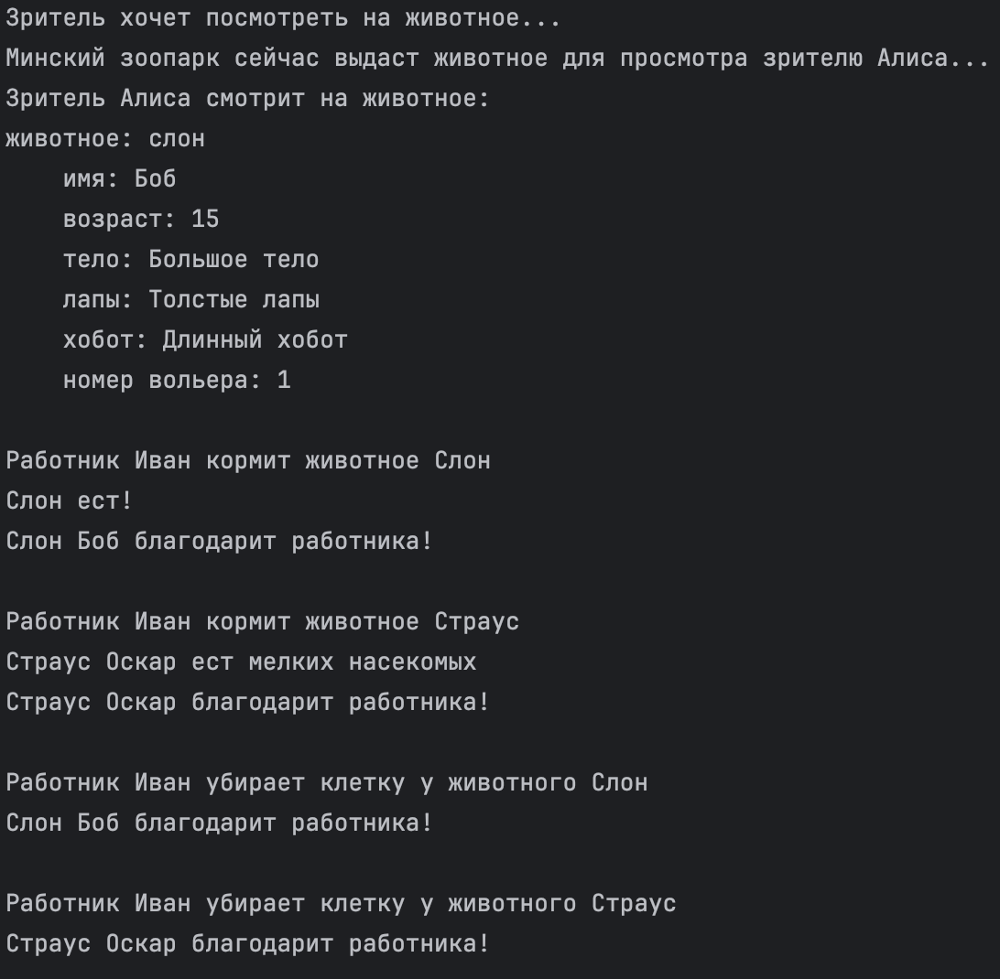 Зритель хочет посмотреть на животное...
Минский зоопарк сейчас выдаст животное для просмотра зрителю Алиса...
Зритель Алиса смотрит на животное:
животное: слон
имя: Боб
возраст: 15
тело: Большое тело
лапы: Толстые лапы
хобот: Длинный хобот
номер вольера: 1
Работник Иван кормит животное Слон
Слон ест!
Слон Боб благодарит работника!
Работник Иван кормит животное Страус
Страус Оскар ест мелких насекомых
Страус Оскар благодарит работника!
Работник Иван убирает клетку у животного Слон
Слон Боб благодарит работника!
Работник Иван убирает клетку у животного Страус
Страус Оскар благодарит работника!